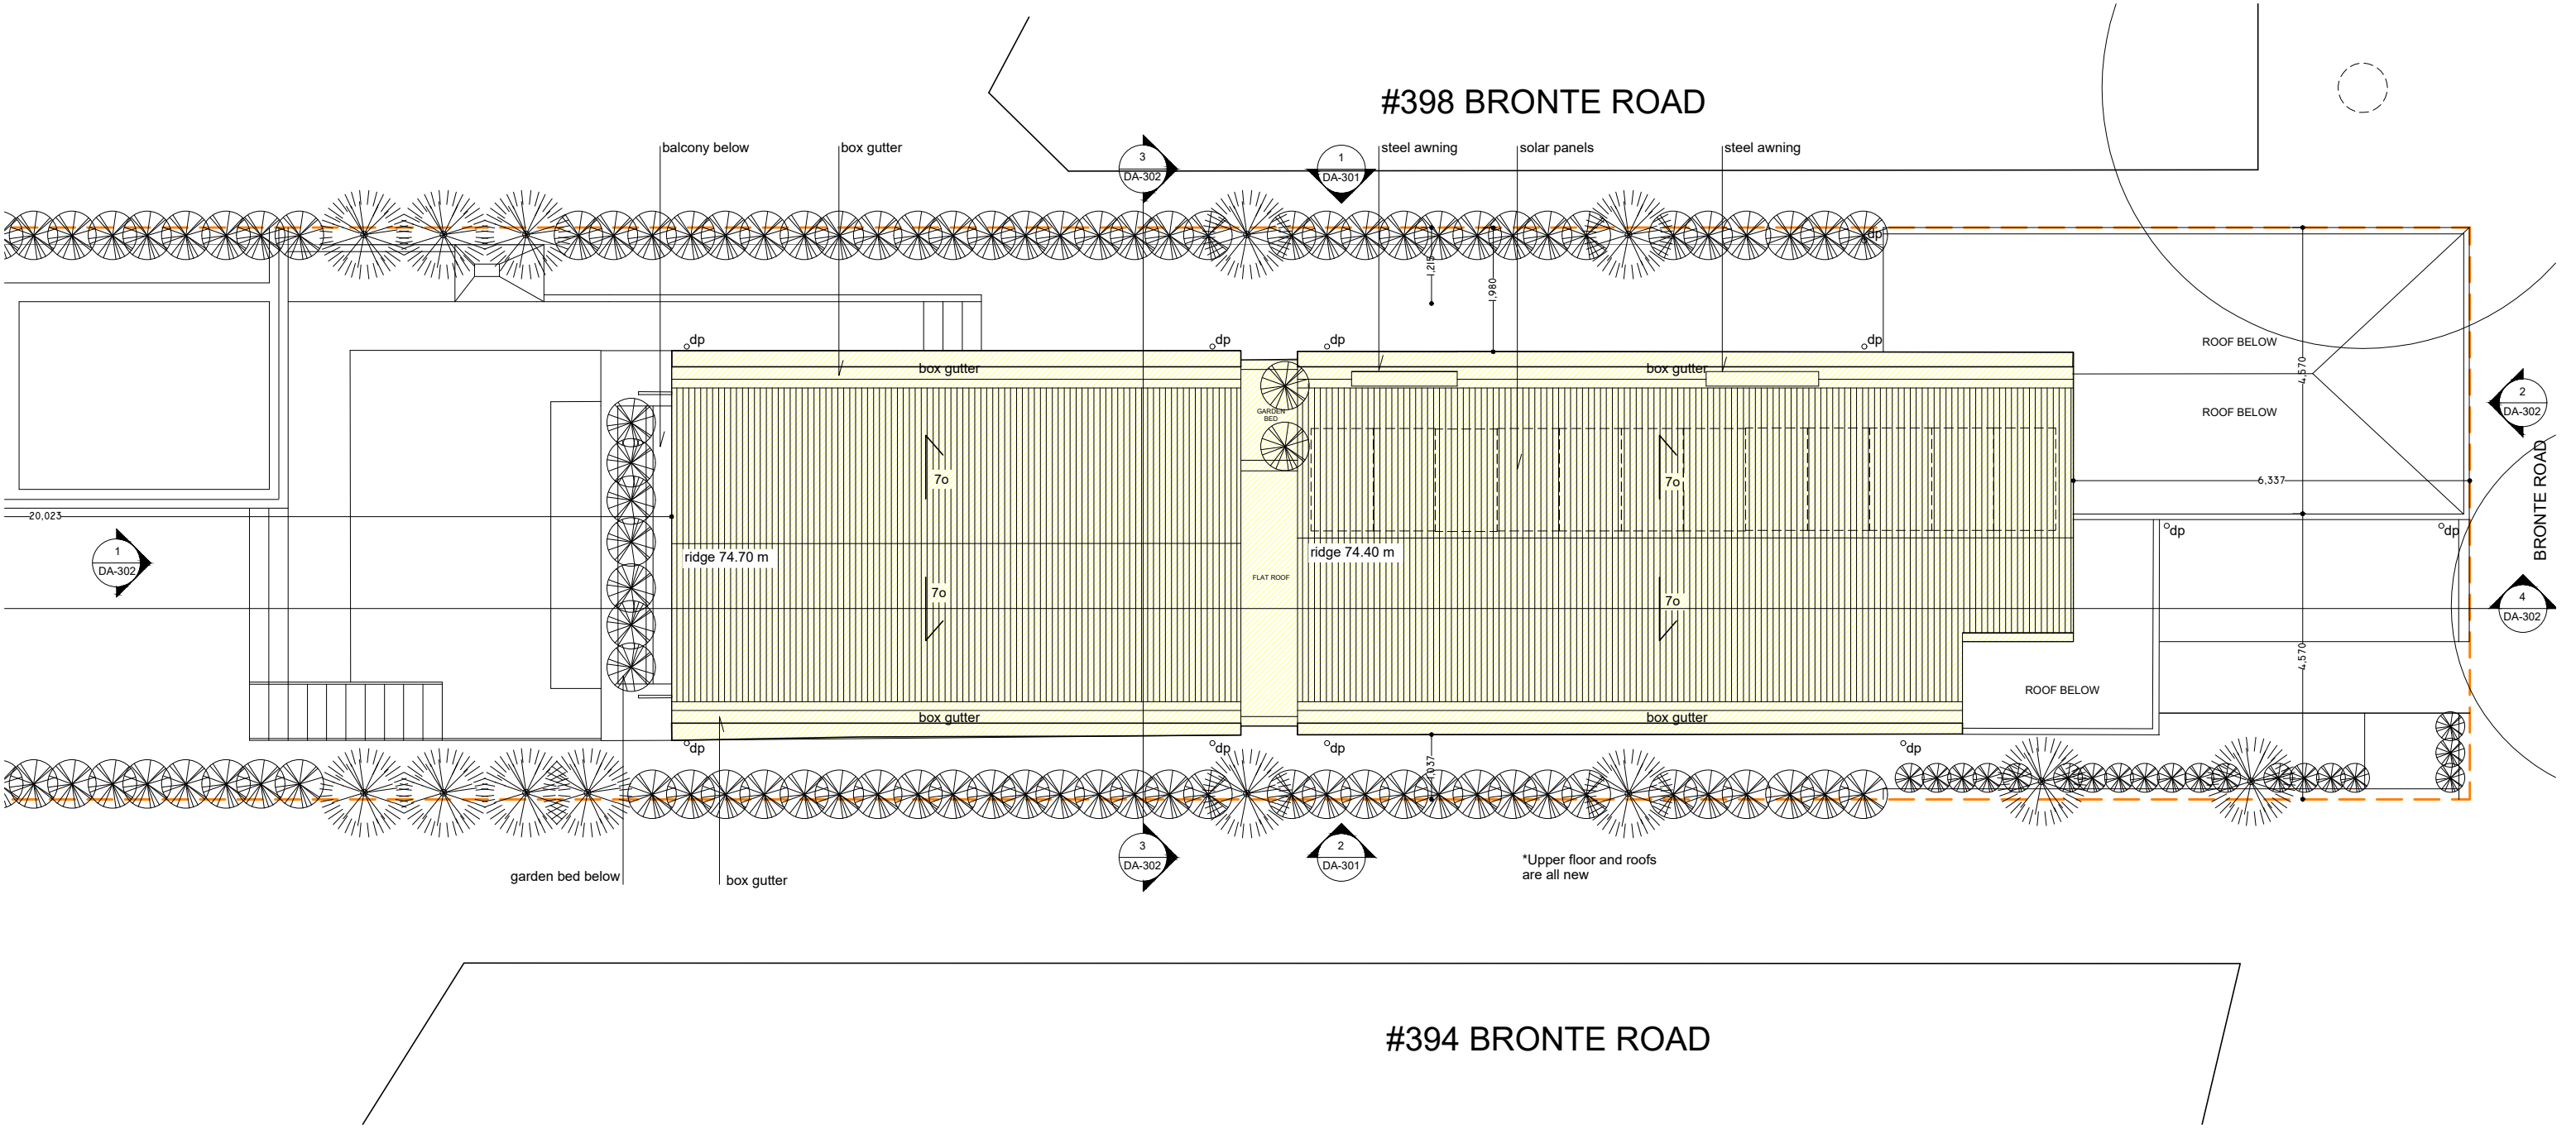 #398 BRONTE ROAD
balcony below
box gutter
3
DA-302
1
DA-301
steel awning
solar panels
steel awning
dp
1,215
1,980
dp
dp
dp
dp
box gutter
box gutter
ROOF BELOW
4,570
GARDEN
BED
ROOF BELOW
2
DA-302
BRONTE ROAD
7o
7o
6,337
20,023
dp
dp
1
DA-302
ridge 74.70 m
ridge 74.40 m
FLAT ROOF
7o
7o
4
DA-302
4,570
ROOF BELOW
box gutter
box gutter
dp
dp
dp
dp
1,037
3
DA-302
2
DA-301
*Upper floor and roofs
are all new
garden bed below
box gutter
#394 BRONTE ROAD